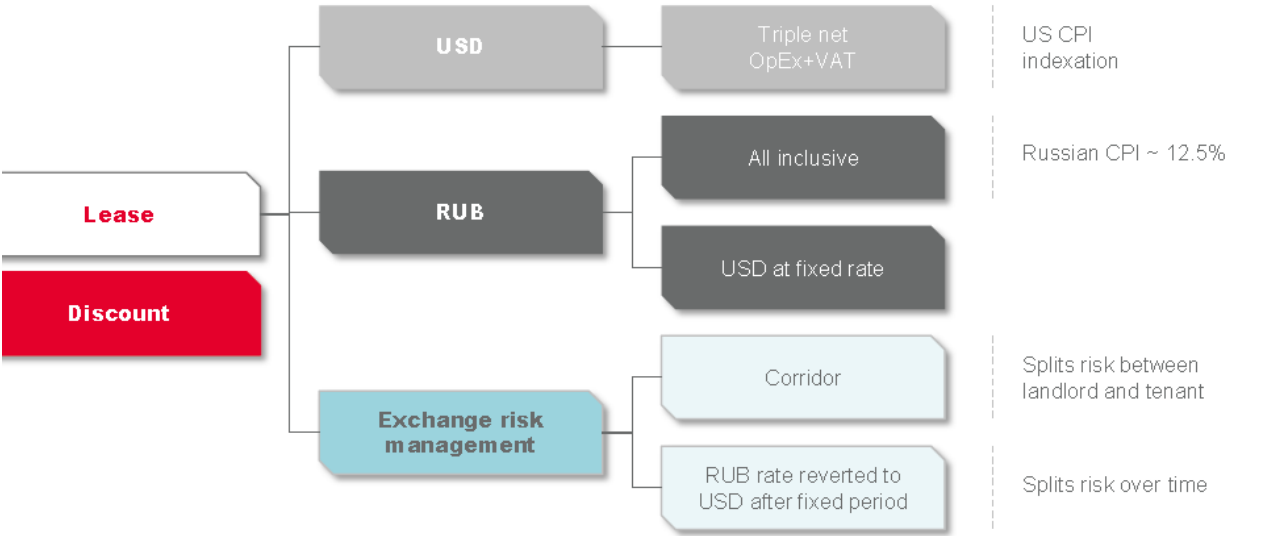 USD
Triple net
OpEx+VAT
US CPI
indexation
All inclusive
Russian CPI ~ 12.5%
Lease
RUB
USD at fixed rate
Discount
Corridor
Splits risk between
landlord and tenant
Exchange risk
management
RUB rate reverted to
USD after fixed period
Splits risk over time